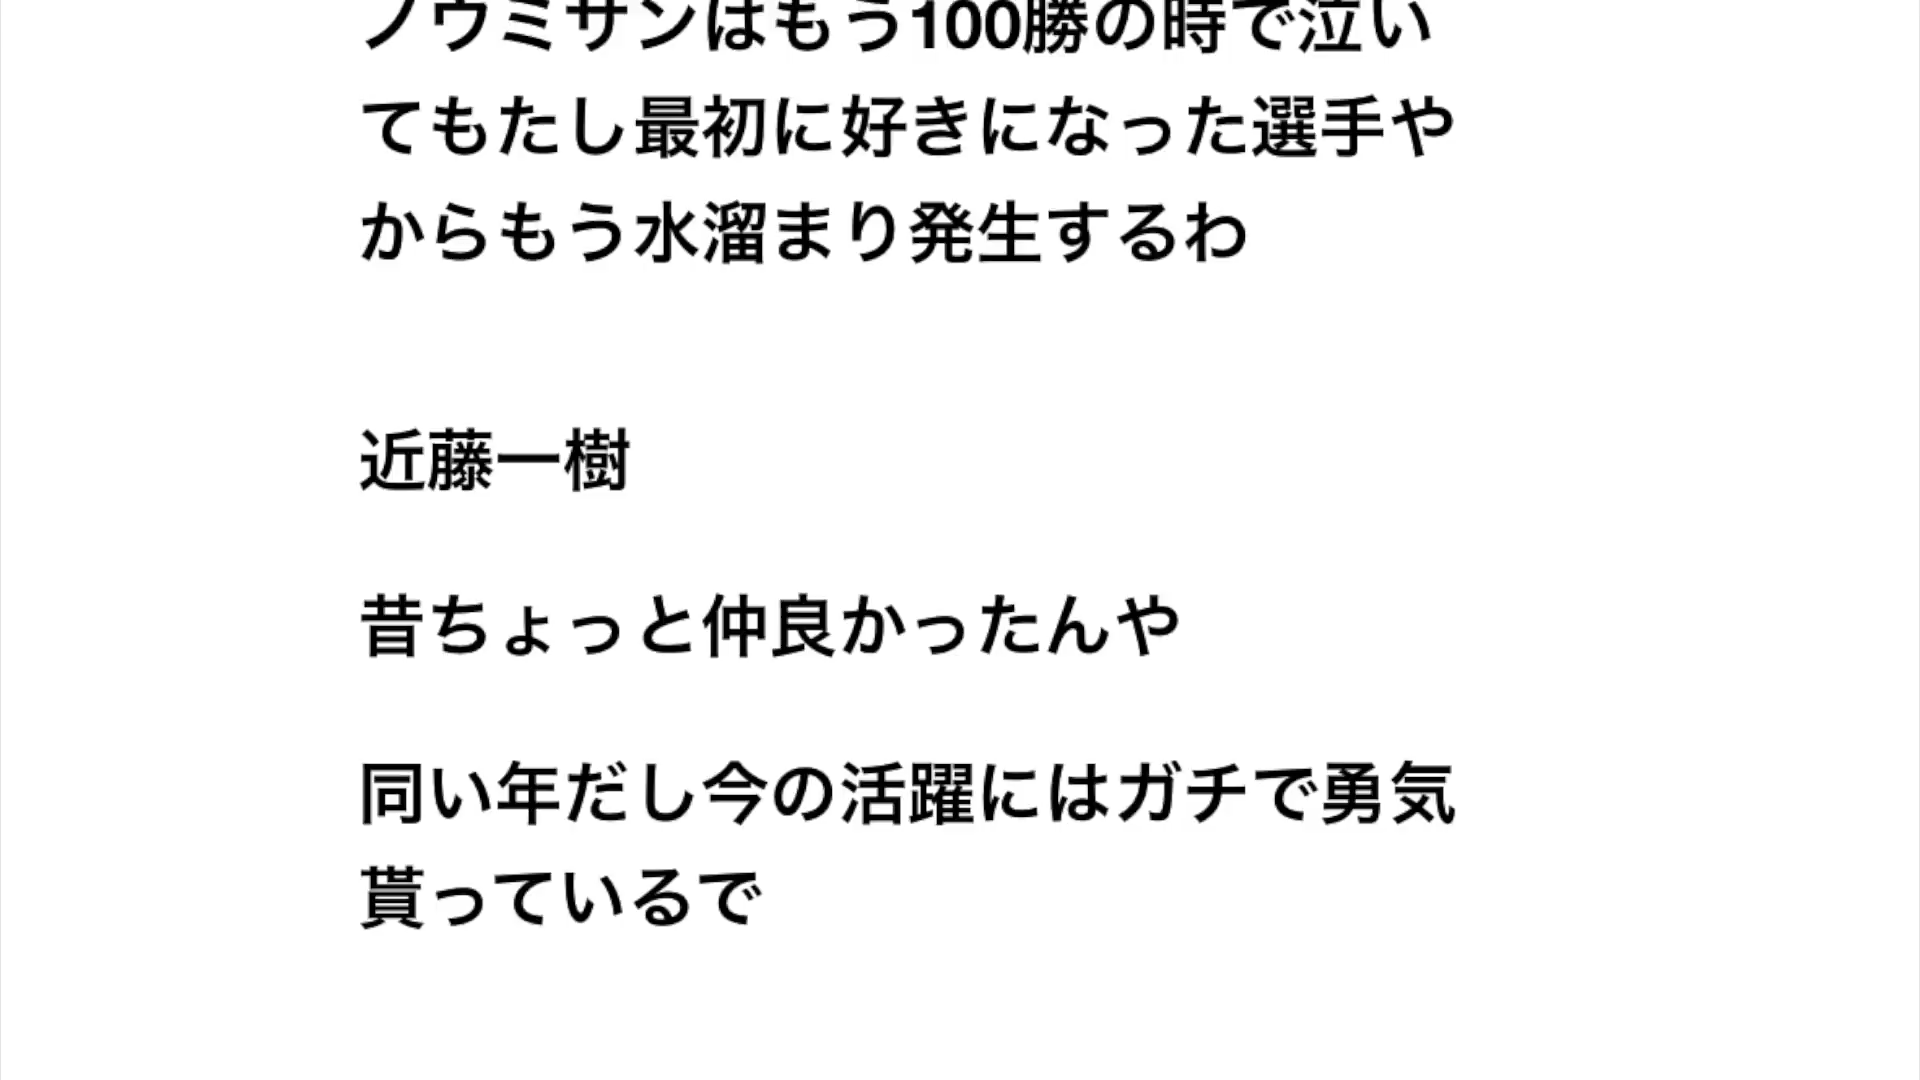 ノウミサンはもう100勝の時で泣い
てもたし最初に好きになった選手や
からもう水溜まり発生するわ
近藤一樹
昔ちょっと仲良かったんや
同い年だし今の活躍にはガチで勇気
貰っているで